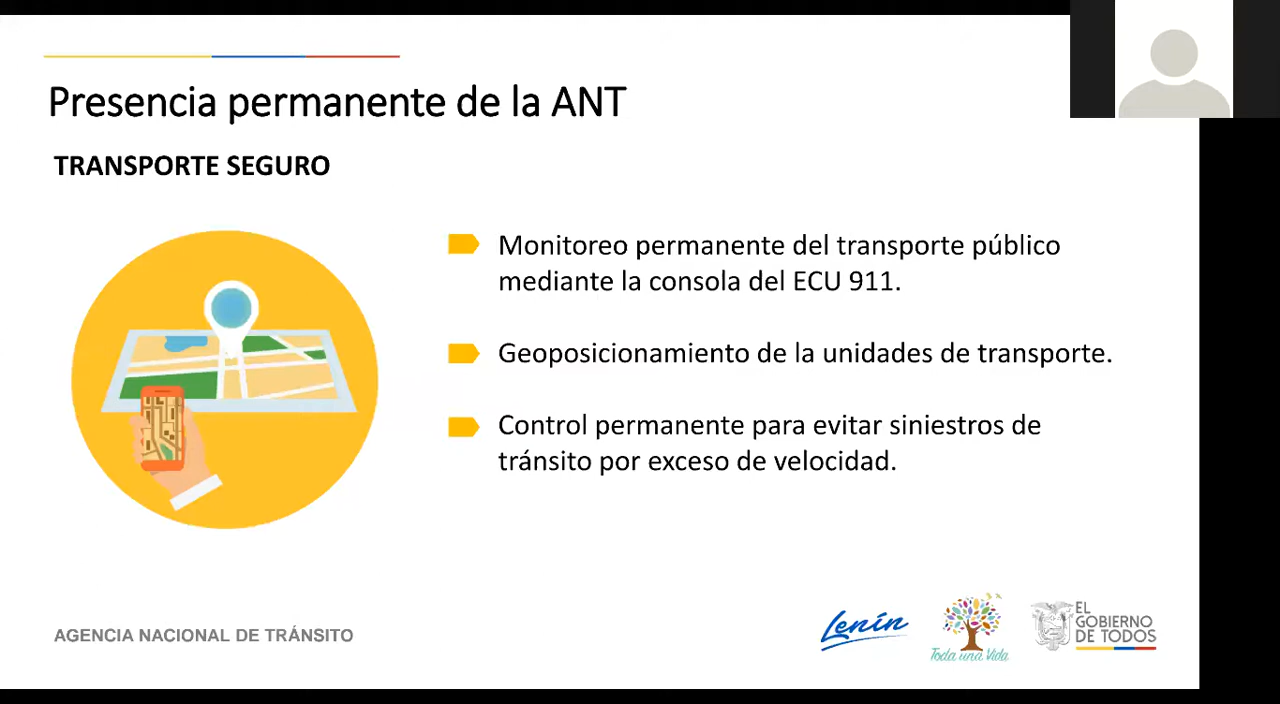 Presencia permanente de la ANT
TRANSPORTE SEGURO
Monitoreo permanente del transporte público
mediante la consola del ECU 911.
Geoposicionamiento de la unidades de transporte.
Control permanente para evitar siniestros de
tránsito por exceso de velocidad.
AGENCIA NACIONAL DE TRÁNSITO
Lenín
Toda una Vida
EL
GOBIERNO
DE TODOS